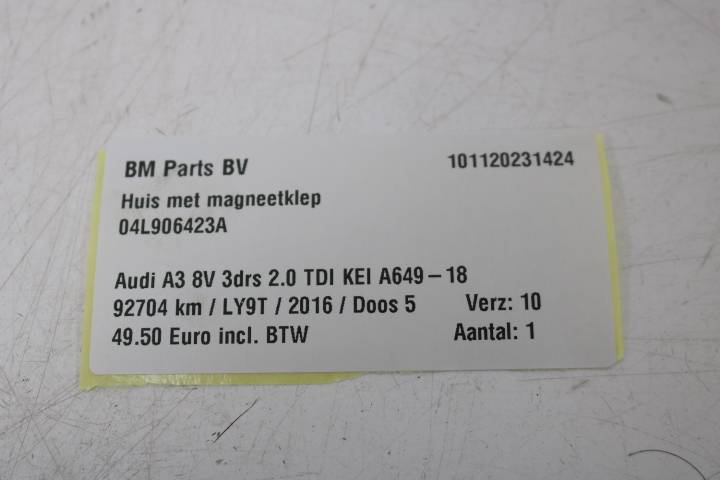 BM Parts BV 101120231424
Huis met magneetklep
04L906423A
Audi A3 8V 3drs 2.0 TDI KEI A649-18
92704 km / LY9T / 2016 / Doos 5 Verz: 10
49.50 Euro incl. BTW Aantal: 1